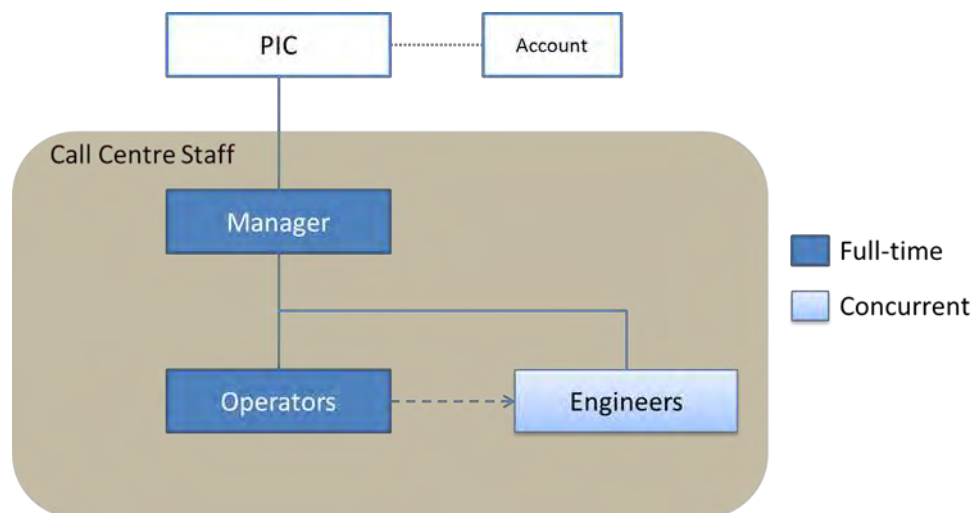 PIC
Account
Call Centre Staff
Manager
Full-time
Concurrent
Operators
Engineers